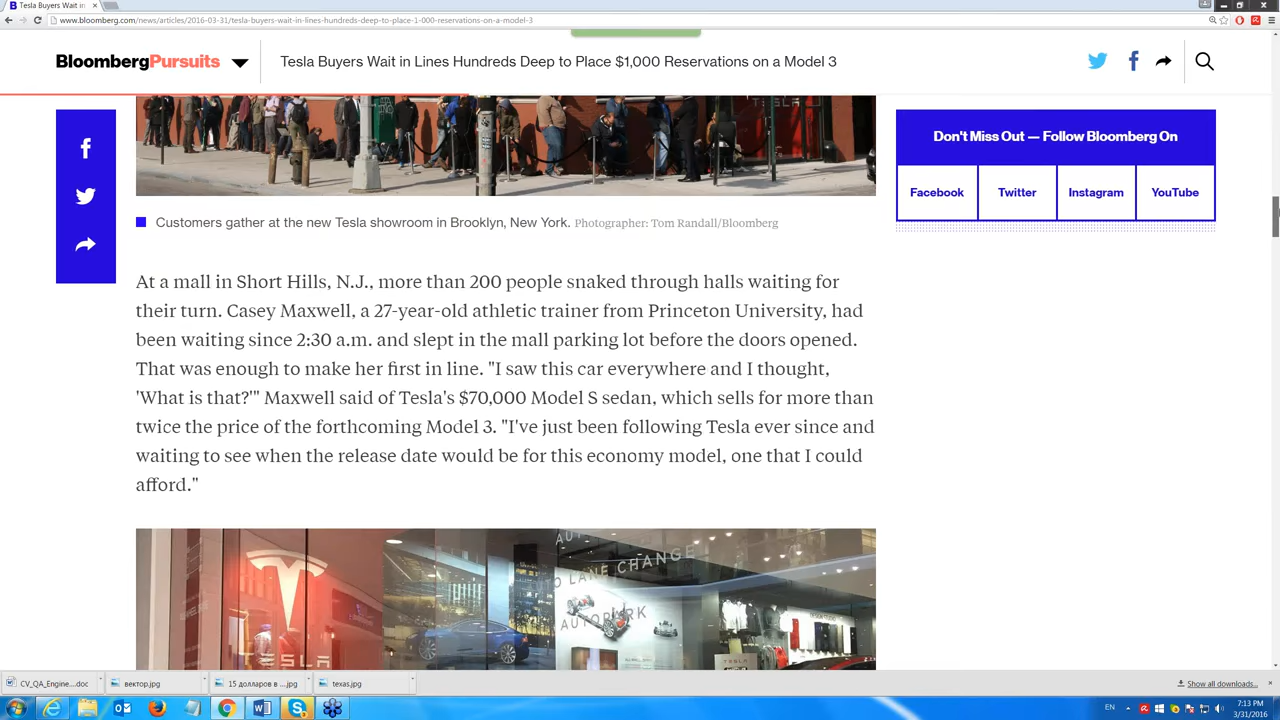 Tesla Buyers Wait in
www.bloomberg.com/news/articles/2016-03-31/tesla-buyers-wait-in-lines-hundreds-deep-to-place-1-000-reservations-on-a-model-3
BloombergPursuits
Tesla Buyers Wait in Lines Hundreds Deep to Place $1,000 Reservations on a Model 3
TESLA
Don't Miss Out — Follow Bloomberg On
Facebook Twitter Instagram YouTube
Customers gather at the new Tesla showroom in Brooklyn, New York. Photographer: Tom Randall/Bloomberg
At a mall in Short Hills, N.J., more than 200 people snaked through halls waiting for
their turn. Casey Maxwell, a 27-year-old athletic trainer from Princeton University, had
been waiting since 2:30 a.m. and slept in the mall parking lot before the doors opened.
That was enough to make her first in line. "I saw this car everywhere and I thought,
'What is that?'" Maxwell said of Tesla's $70,000 Model S sedan, which sells for more than
twice the price of the forthcoming Model 3. "I've just been following Tesla ever since and
waiting to see when the release date would be for this economy model, one that I could
afford."
AUTO LANE CHANGE
AUTOPARK
DESIGN STUDIO
TESLA
TESLA
CV_QA_Engine....doc
вектор.jpg
15 долларов в ....jpg
texas.jpg
Show all downloads...
EN
7:13 PM
3/31/2016